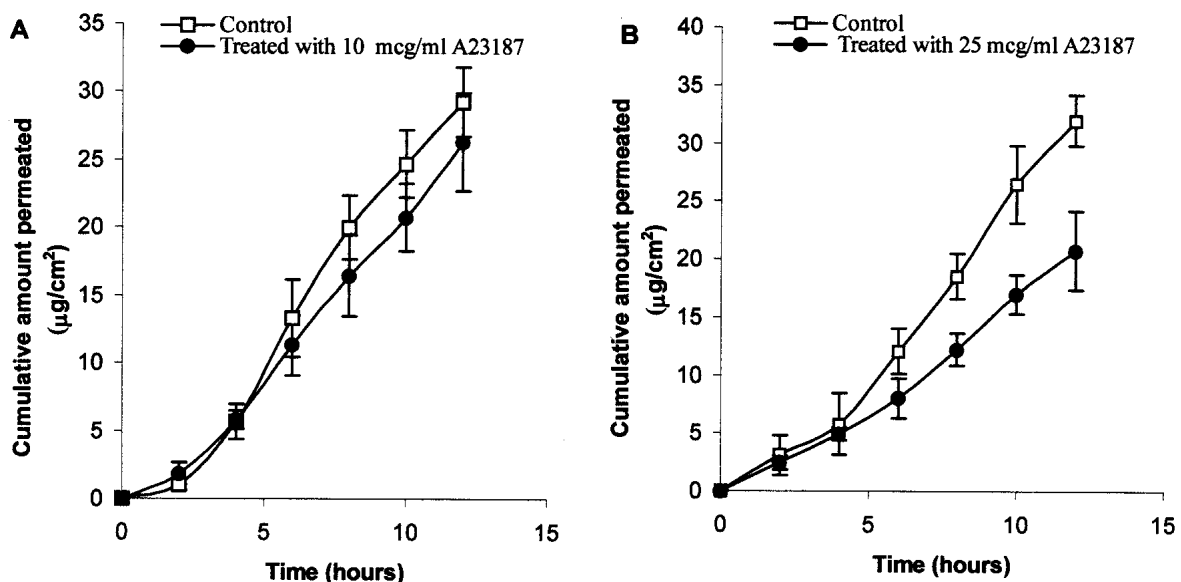 A
Control
Treated with 10 mcg/ml A23187
Cumulative amount permeated
(µg/cm²)
35
30
25
20
15
10
5
0
0 5 10 15
Time (hours)
B
Control
Treated with 25 mcg/ml A23187
Cumulative amount permeated
(µg/cm²)
40
35
30
25
20
15
10
5
0
0 5 10 15
Time (hours)